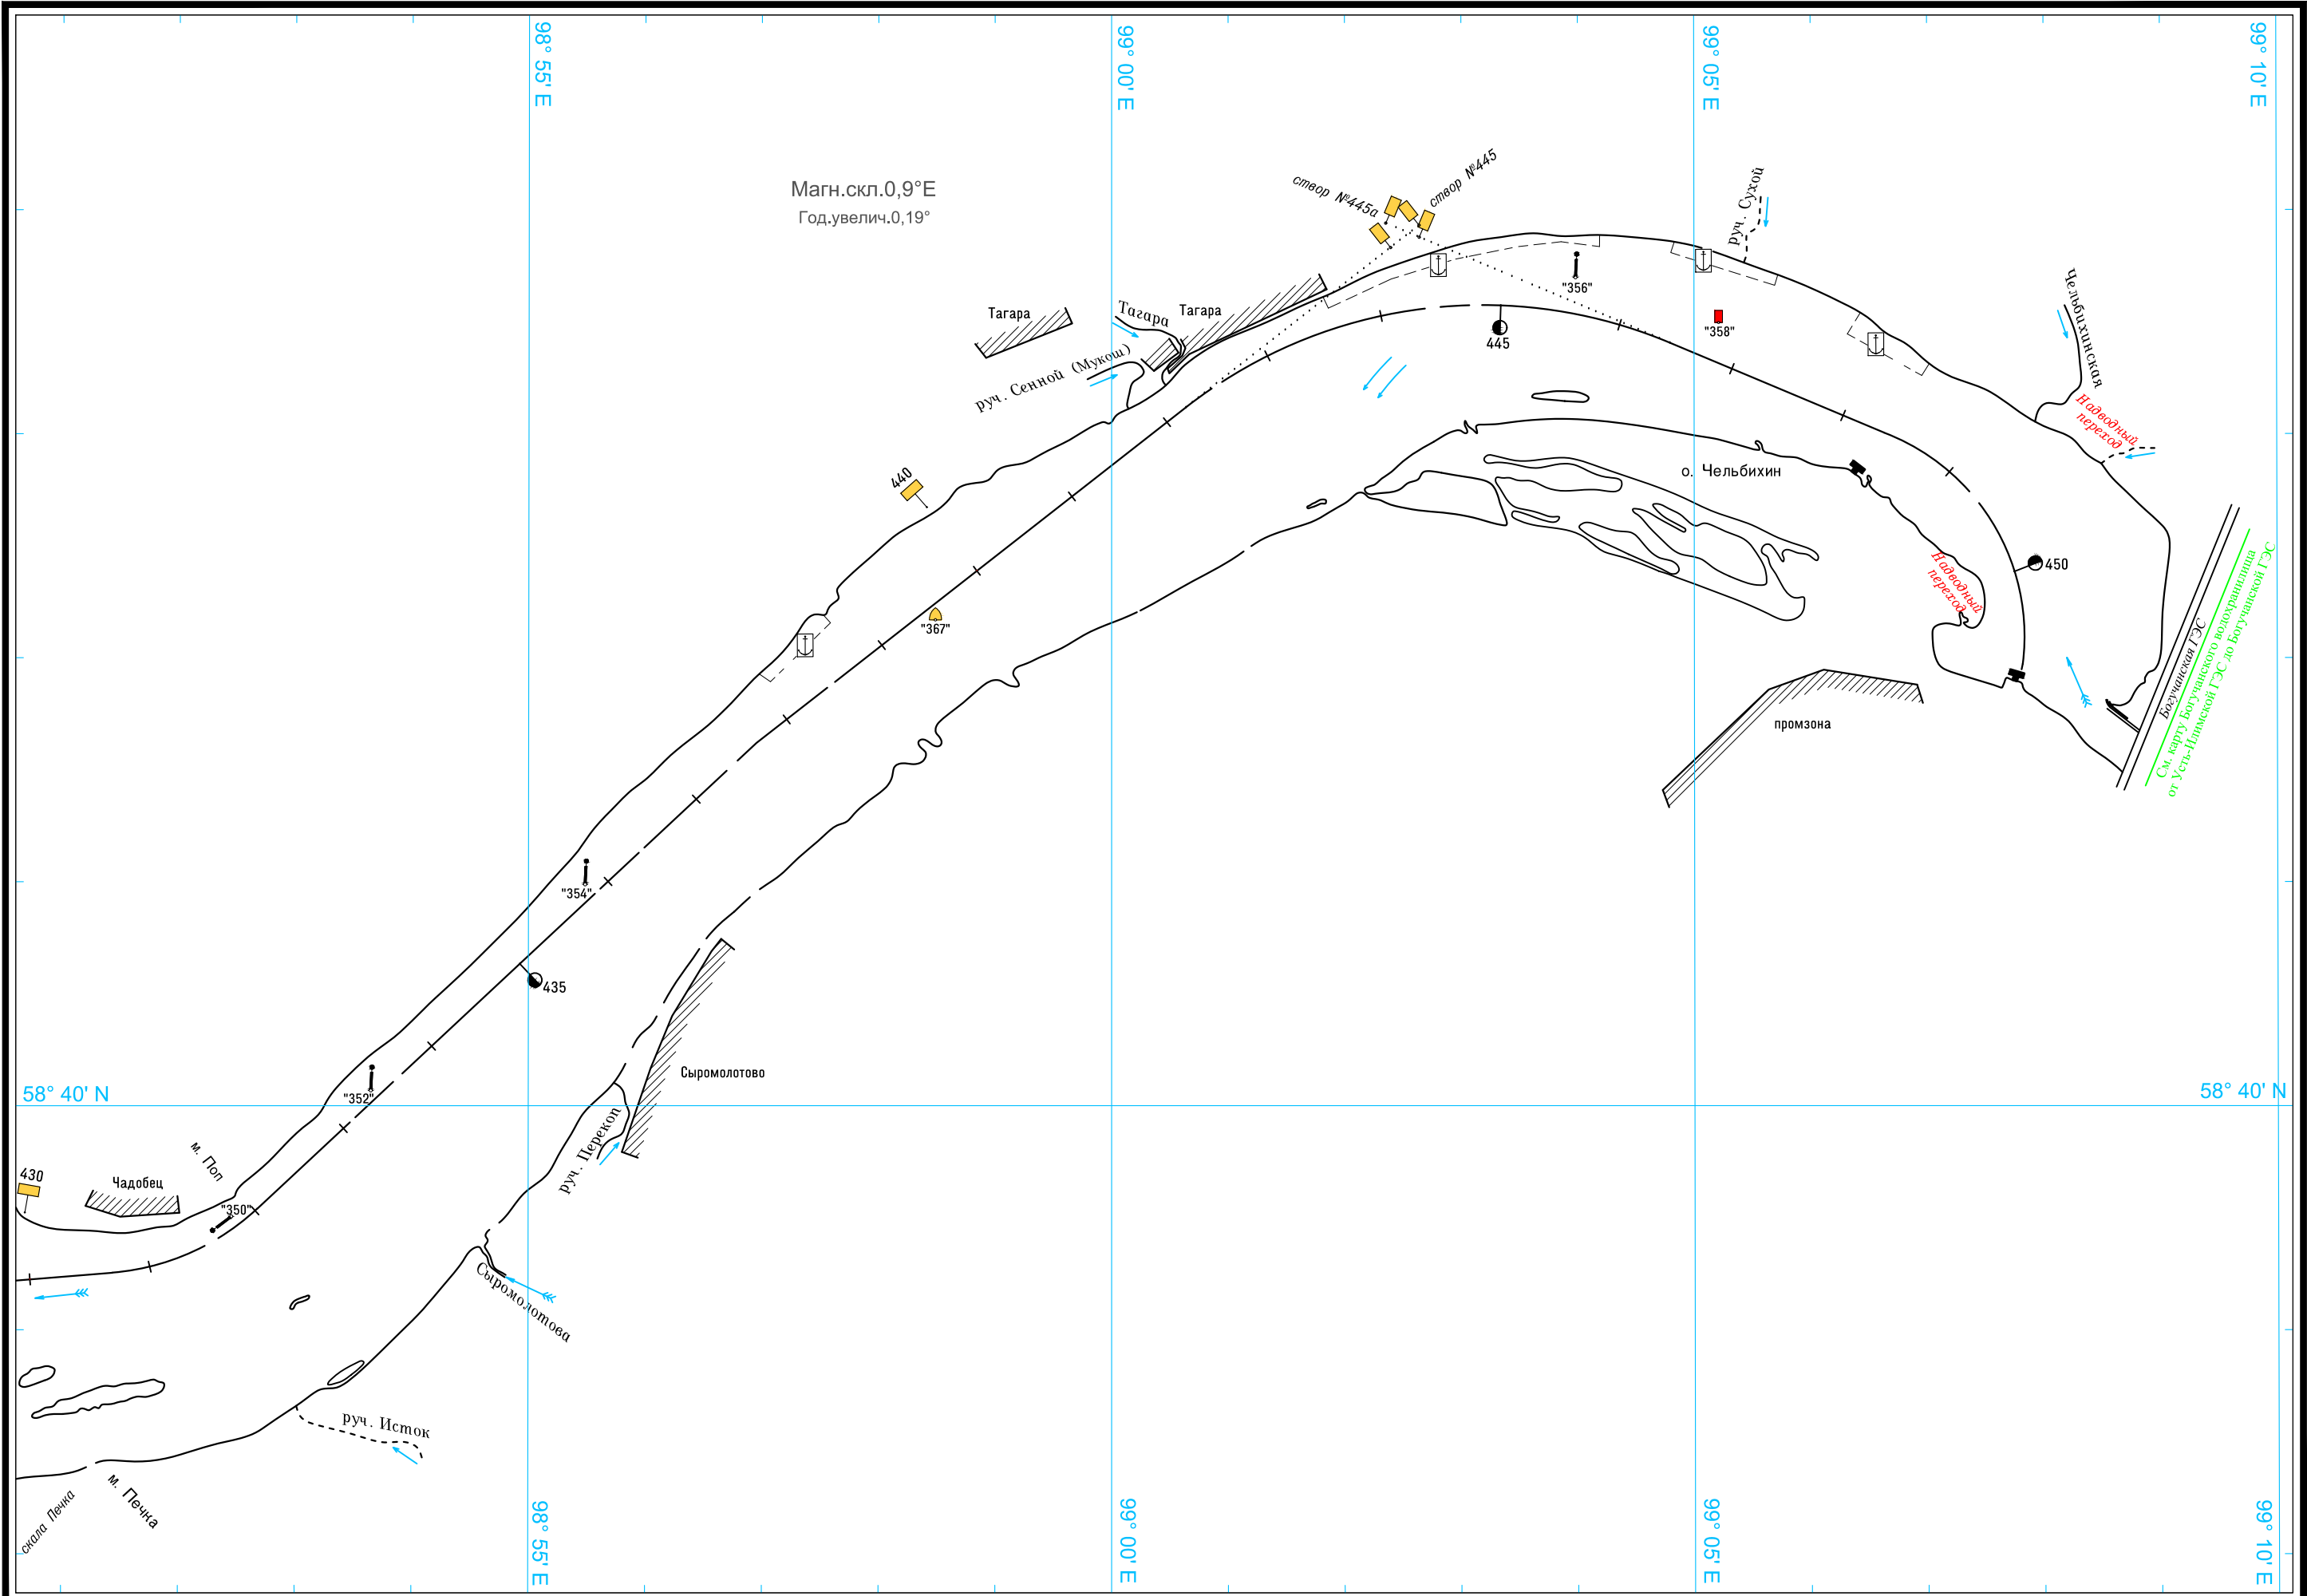 98° 55' E
99° 00' E
99° 05' E
99° 10' E
Магн.скл.0,9°E
Год.увелич.0,19°
створ №445а
створ №445
руч. Сухой
"356"
"358"
445
Чельбихинская
Надводный
переход
Тагара
Тагара
Тагара
руч. Сенной (Мукош)
440
о. Чельбихин
Надводный
переход
450
"367"
Богучанская ГЭС
См. карту Богучанского водохранилища
от Усть-Илимской ГЭС до Богучанской ГЭС
промзона
"354"
435
Сыромолотово
"352"
58° 40' N
58° 40' N
руч. Перекоп
м. Поп
430
Чадобец
"350"
Сыромолотова
руч. Исток
м. Печка
скала Печка
98° 55' E
99° 00' E
99° 05' E
99° 10' E